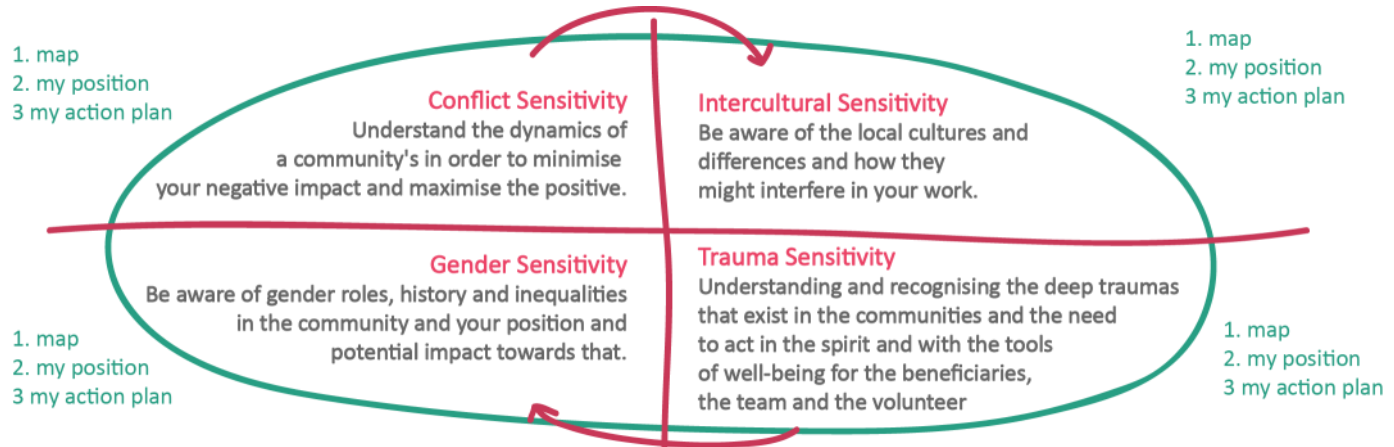 1. map
2. my position
3 my action plan
Conflict Sensitivity
Understand the dynamics of
a community's in order to minimise
your negative impact and maximise the positive.
Intercultural Sensitivity
Be aware of the local cultures and
differences and how they
might interfere in your work.
1. map
2. my position
3 my action plan
1. map
2. my position
3 my action plan
Gender Sensitivity
Be aware of gender roles, history and inequalities
in the community and your position and
potential impact towards that.
Trauma Sensitivity
Understanding and recognising the deep traumas
that exist in the communities and the need
to act in the spirit and with the tools
of well-being for the beneficiaries,
the team and the volunteer
1. map
2. my position
3 my action plan